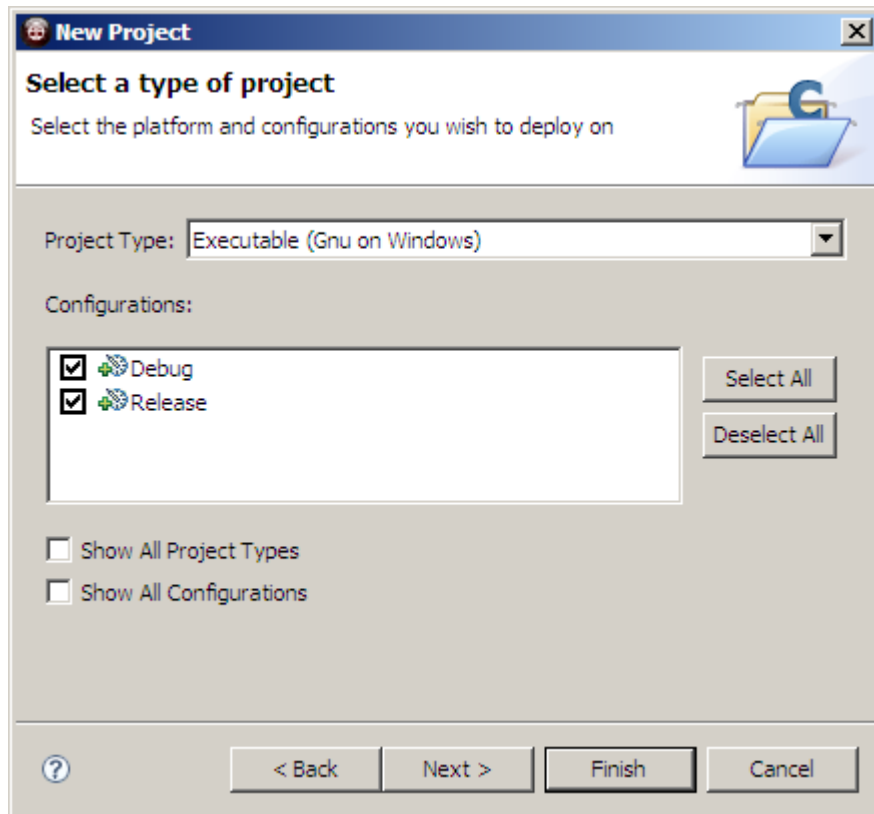 New Project
Select a type of project
Select the platform and configurations you wish to deploy on
Project Type: Executable (Gnu on Windows)
Configurations:
Debug
Release
Select All
Deselect All
Show All Project Types
Show All Configurations
? < Back Next > Finish Cancel